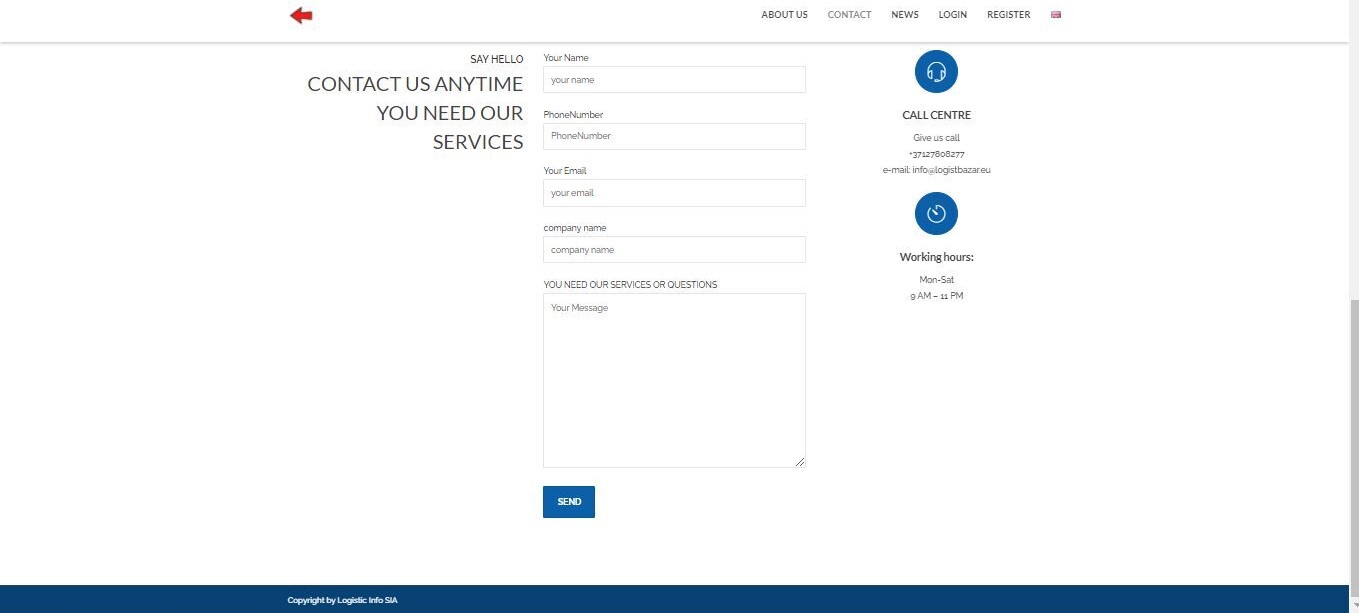 ABOUT US CONTACT NEWS LOGIN REGISTER
SAY HELLO
CONTACT US ANYTIME
YOU NEED OUR
SERVICES
Your Name
your name
PhoneNumber
PhoneNumber
Your Email
your email
company name
company name
YOU NEED OUR SERVICES OR QUESTIONS
Your Message
SEND
CALL CENTRE
Give us call
+37127808277
e-mail: info@logistbazar.eu
Working hours:
Mon-Sat
9 AM – 11 PM
Copyright by Logistic Info SIA